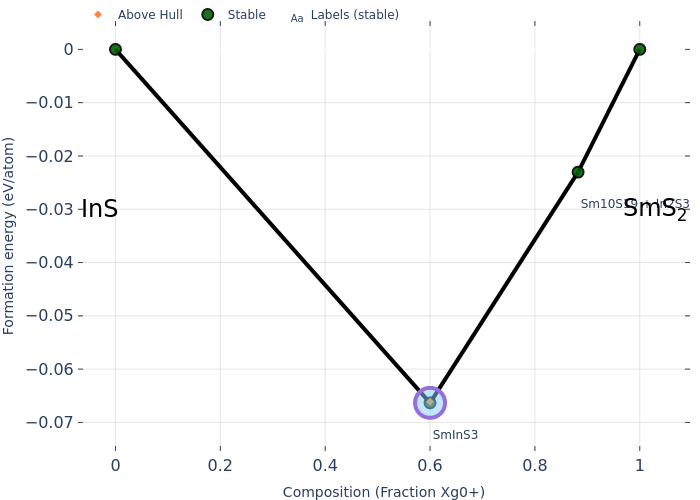 Above Hull
Stable
Aa Labels (stable)
0
−0.01
−0.02
−0.03
−0.04
−0.05
−0.06
−0.07
Formation energy (eV/atom)
InS
Sm10S19 + In2S3
SmS2
SmInS3
0 0.2 0.4 0.6 0.8 1
Composition (Fraction Xg0+)